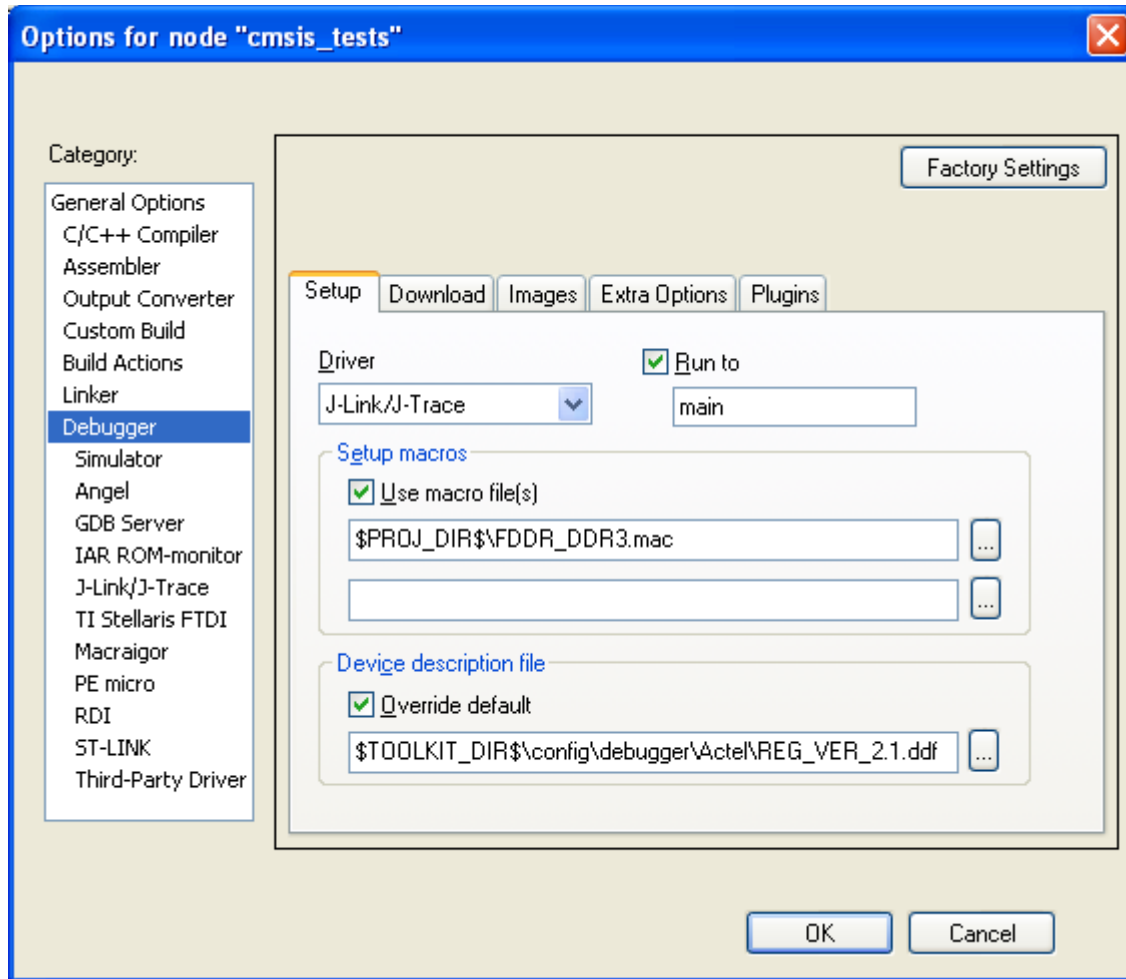 Options for node "cmsis_tests"
Category:
General Options
C/C++ Compiler
Assembler
Output Converter
Custom Build
Build Actions
Linker
Debugger
Simulator
Angel
GDB Server
IAR ROM-monitor
J-Link/J-Trace
TI Stellaris FTDI
Macraigor
PE micro
RDI
ST-LINK
Third-Party Driver
Factory Settings
Setup Download Images Extra Options Plugins
Driver Run to
J-Link/J-Trace main
Setup macros
Use macro file(s)
$PROJ_DIR$\FDDR_DDR3.mac ...
...
Device description file
Override default
$TOOLKIT_DIR$\config\debugger\Actel\REG_VER_2.1.ddf ...
OK Cancel